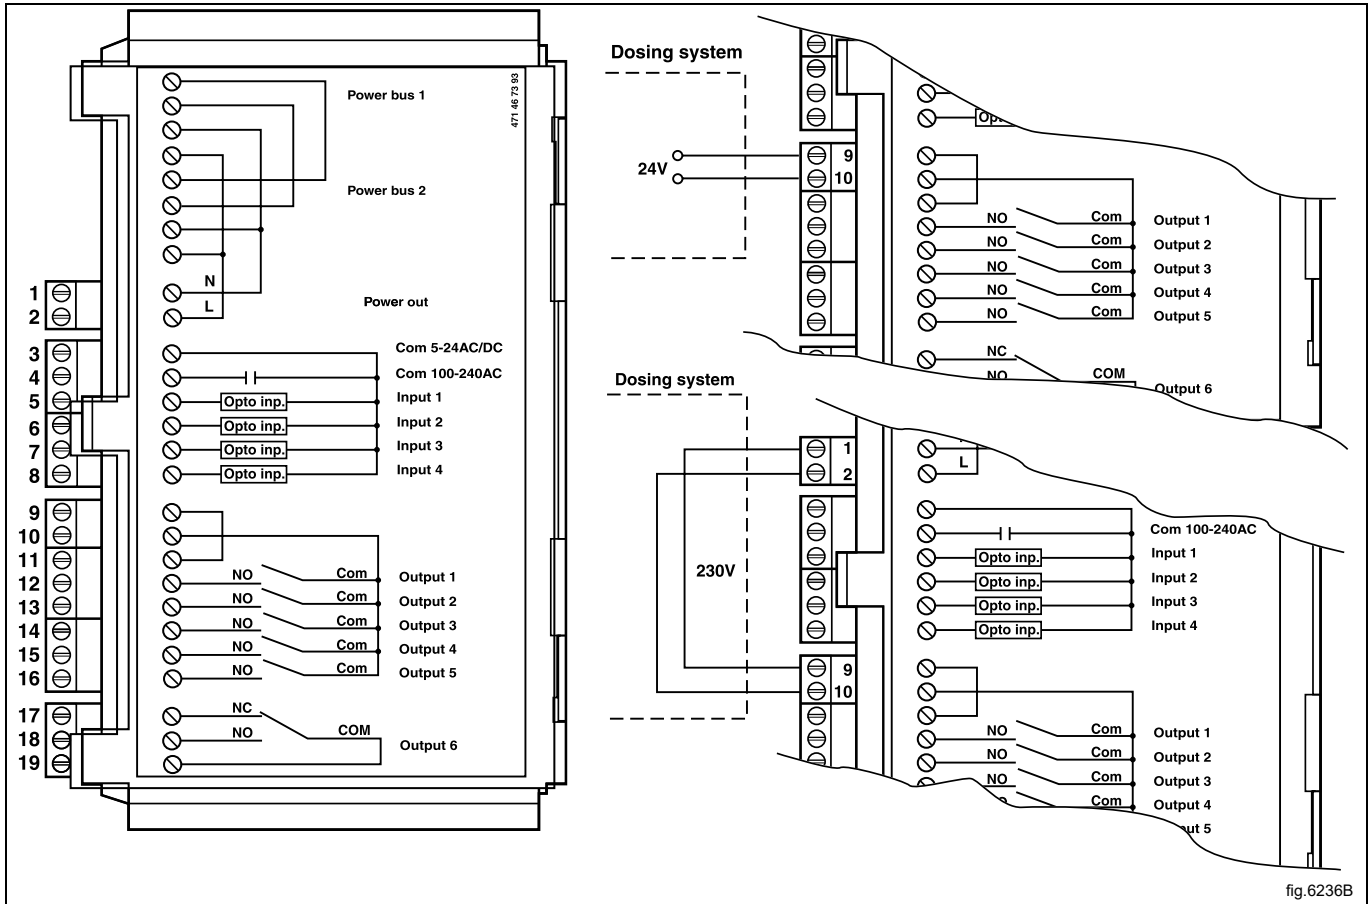 Power bus 1
471 46 73 93
Power bus 2
N
L
Power out
1
2
3
Com 5-24AC/DC
4
Com 100-240AC
5
Opto inp.
Input 1
6
Opto inp.
Input 2
7
Opto inp.
Input 3
8
Opto inp.
Input 4
9
10
11
12
NO
Com
Output 1
13
NO
Com
Output 2
14
NO
Com
Output 3
15
NO
Com
Output 4
16
NO
Com
Output 5
17
NC
18
NO
COM
Output 6
19
Dosing system
24V
9
10
NO
Com
Output 1
NO
Com
Output 2
NO
Com
Output 3
NO
Com
Output 4
NO
Com
Output 5
NC
NO
COM
Output 6
Dosing system
230V
1
2
L
Com 100-240AC
Opto inp.
Input 1
Opto inp.
Input 2
Opto inp.
Input 3
Opto inp.
Input 4
9
10
NO
Com
Output 1
NO
Com
Output 2
NO
Com
Output 3
Com
Output 4
fig.6236B